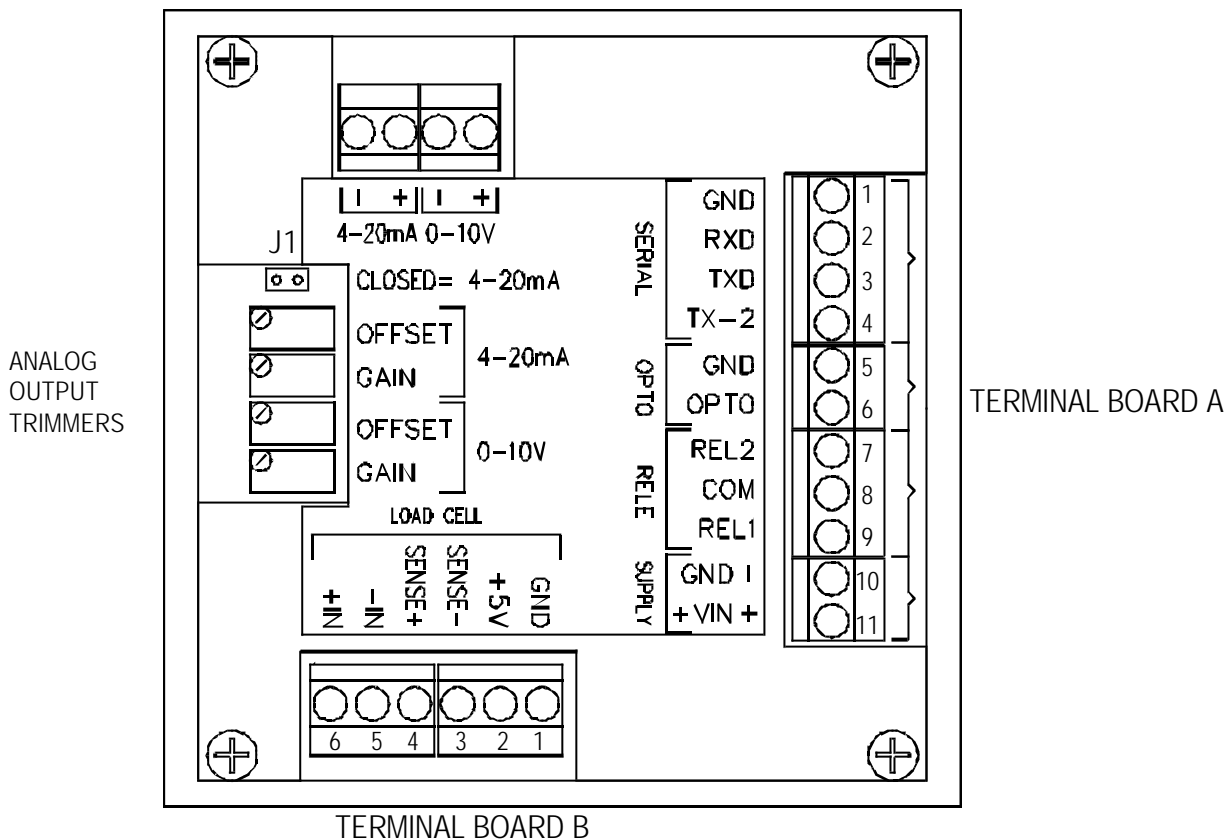 – + – +
4–20mA 0–10V
J1
CLOSED= 4–20mA
OFFSET
GAIN
4–20mA
OFFSET
GAIN
0–10V
ANALOG
OUTPUT
TRIMMERS
SERIAL
GND 1
RXD 2
TXD 3
TX–2 4
OPTO
GND 5
OPTO 6
RELE
REL2 7
COM 8
REL1 9
SUPPLY
GND – 10
+ VIN + 11
TERMINAL BOARD A
LOAD CELL
+IN
–IN
SENSE+
SENSE–
+5V
GND
6 5 4 3 2 1
TERMINAL BOARD B